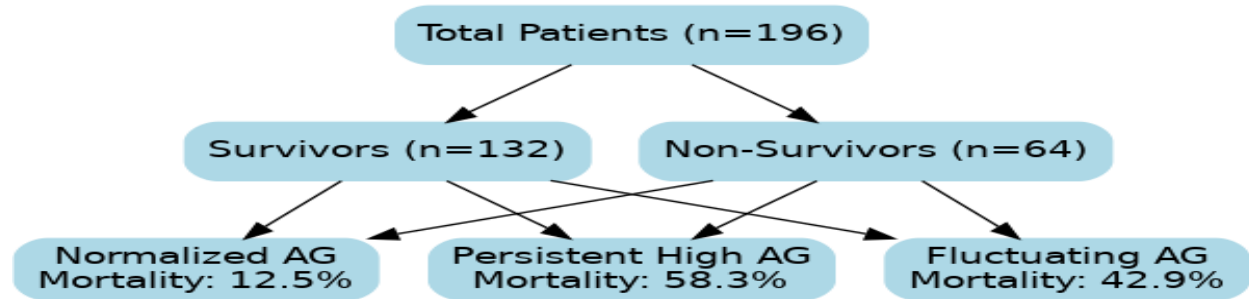 Total Patients (n=196)
Survivors (n=132)
Non-Survivors (n=64)
Normalized AG
Mortality: 12.5%
Persistent High AG
Mortality: 58.3%
Fluctuating AG
Mortality: 42.9%